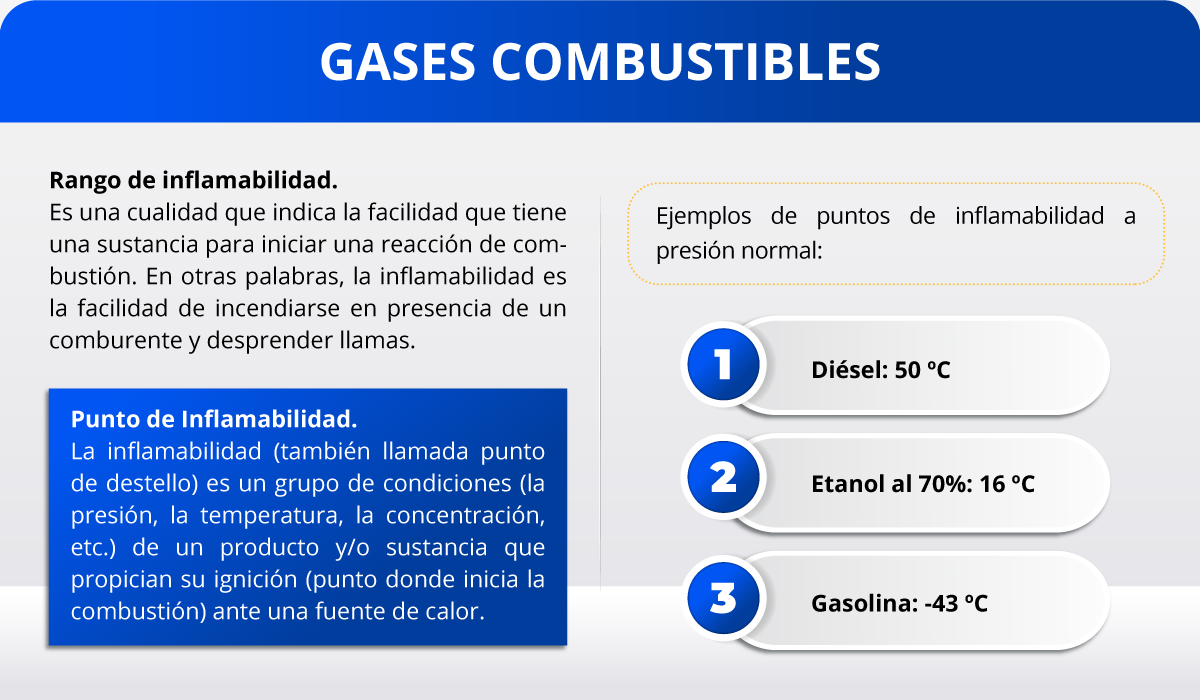 GASES COMBUSTIBLES
Rango de inflamabilidad.
Es una cualidad que indica la facilidad que tiene
una sustancia para iniciar una reacción de com-
bustión. En otras palabras, la inflamabilidad es
la facilidad de incendiarse en presencia de un
comburente y desprender llamas.
Punto de Inflamabilidad.
La inflamabilidad (también llamada punto
de destello) es un grupo de condiciones (la
presión, la temperatura, la concentración,
etc.) de un producto y/o sustancia que
propician su ignición (punto donde inicia la
combustión) ante una fuente de calor.
Ejemplos de puntos de inflamabilidad a
presión normal:
1 Diésel: 50 ºC
2 Etanol al 70%: 16 ºC
3 Gasolina: -43 ºC